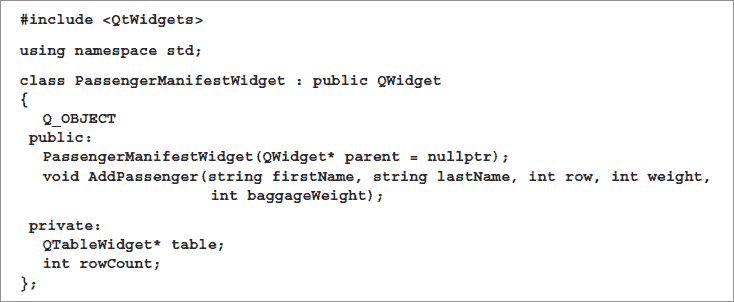 #include <QtWidgets>
using namespace std;
class PassengerManifestWidget : public QWidget
{
Q_OBJECT
public:
PassengerManifestWidget(QWidget* parent = nullptr);
void AddPassenger(string firstName, string lastName, int row, int weight,
int baggageWeight);
private:
QTableWidget* table;
int rowCount;
};